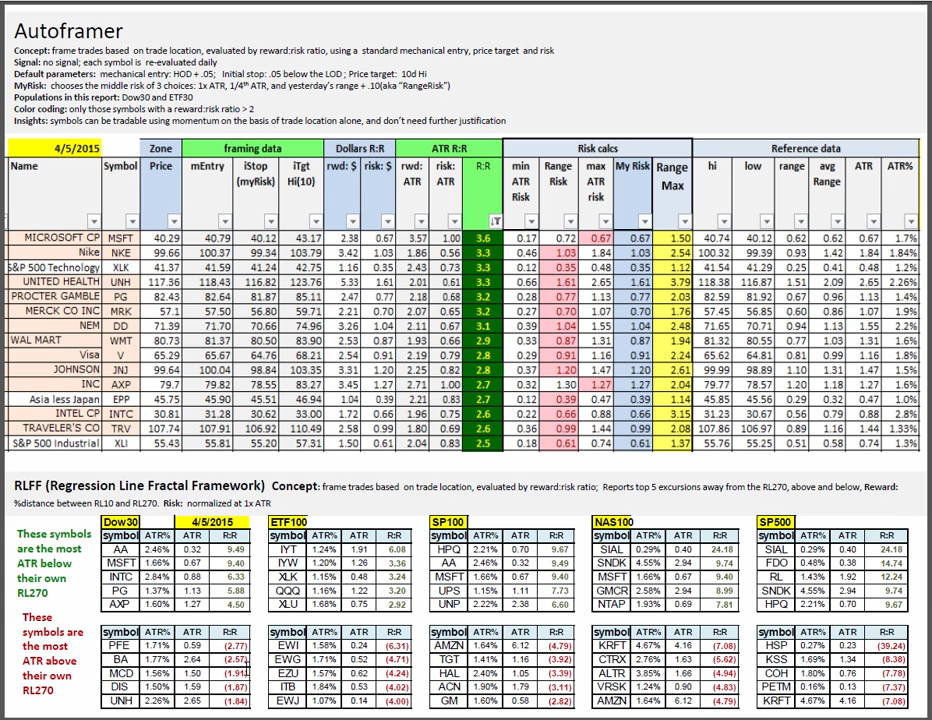 Autoframer
Concept: frame trades based on trade location, evaluated by reward:risk ratio, using a standard mechanical entry, price target and risk
Signal: no signal; each symbol is re-evaluated daily
Default parameters: mechanical entry: HOD + .05; Initial stop: .05 below the LOD ; Price target: 10d Hi
MyRisk: chooses the middle risk of 3 choices: 1x ATR, 1/4th ATR, and yesterday's range + .10(aka "RangeRisk")
Populations in this report: Dow30 and ETF30
Color coding: only those symbols with a reward:risk ratio > 2
Insights: symbols can be tradable using momentum on the basis of trade location alone, and don't need further justification
4/5/2015 Zone framing data Dollars R:R ATR R:R Risk calcs Reference data
Name Symbol Price mEntry iStop (myRisk) iTgt Hi(10) rwd: $ risk: $ rwd: ATR risk: ATR R:R min ATR Risk Range Risk max ATR risk My Risk Range Max hi low range avg Range ATR ATR%
MICROSOFT CP MSFT 40.29 40.79 40.12 43.17 2.38 0.67 3.57 1.00 3.6 0.17 0.72 0.67 0.67 1.50 40.74 40.12 0.62 0.62 0.67 1.7%
Nike NKE 99.66 100.37 99.34 103.79 3.42 1.03 1.86 0.56 3.3 0.46 1.03 1.84 1.03 2.54 100.32 99.39 0.93 1.42 1.84 1.84%
S&P 500 Technology XLK 41.37 41.59 41.24 42.75 1.16 0.35 2.43 0.73 3.3 0.12 0.35 0.48 0.35 1.12 41.54 41.29 0.25 0.41 0.48 1.2%
UNITED HEALTH UNH 117.36 118.43 116.82 123.76 5.33 1.61 2.01 0.61 3.3 0.66 1.61 2.65 1.61 3.79 118.38 116.87 1.51 2.09 2.65 2.26%
PROCTER GAMBLE PG 82.43 82.64 81.87 85.11 2.47 0.77 2.18 0.68 3.2 0.28 0.77 1.13 0.77 2.03 82.59 81.92 0.67 0.96 1.13 1.4%
MERCK CO INC MRK 57.1 57.50 56.80 59.71 2.21 0.70 2.07 0.65 3.2 0.27 0.70 1.07 0.70 1.76 57.45 56.85 0.60 0.86 1.07 1.9%
NEM DD 71.39 71.70 70.66 74.96 3.26 1.04 2.11 0.67 3.1 0.39 1.04 1.55 1.04 2.48 71.65 70.71 0.94 1.13 1.55 2.2%
WAL MART WMT 80.73 81.37 80.50 83.90 2.53 0.87 1.93 0.66 2.9 0.33 0.87 1.31 0.87 1.94 81.32 80.55 0.77 1.03 1.31 1.6%
Visa V 65.29 65.67 64.76 68.21 2.54 0.91 2.19 0.79 2.8 0.29 0.91 1.16 0.91 2.24 65.62 64.81 0.81 0.99 1.16 1.8%
JOHNSON JNJ 99.64 100.04 98.84 103.35 3.31 1.20 2.25 0.82 2.8 0.37 1.20 1.47 1.20 2.61 99.99 98.89 1.10 1.31 1.47 1.5%
INC AXP 79.7 79.82 78.55 83.27 3.45 1.27 2.71 1.00 2.7 0.32 1.30 1.27 1.27 2.04 79.77 78.57 1.20 1.18 1.27 1.6%
Asia less Japan EPP 45.75 45.90 45.51 46.94 1.04 0.39 2.21 0.83 2.7 0.12 0.39 0.47 0.39 1.14 45.85 45.56 0.29 0.32 0.47 1.0%
INTEL CP INTC 30.81 31.28 30.62 33.00 1.72 0.66 1.96 0.75 2.6 0.22 0.66 0.88 0.66 3.15 31.23 30.67 0.56 0.79 0.88 2.8%
TRAVELER'S CO TRV 107.74 107.91 106.92 110.49 2.58 0.99 1.80 0.69 2.6 0.36 0.99 1.44 0.99 2.08 107.86 106.97 0.89 1.16 1.44 1.33%
S&P 500 Industrial XLI 55.43 55.81 55.20 57.31 1.50 0.61 2.04 0.83 2.5 0.18 0.61 0.74 0.61 1.37 55.76 55.25 0.51 0.58 0.74 1.3%
RLFF (Regression Line Fractal Framework) Concept: frame trades based on trade location, evaluated by reward:risk ratio; Reports top 5 excursions away from the RL270, above and below, Reward:
%distance between RL10 and RL270. Risk: normalized at 1x ATR
These symbols are the most ATR below their own RL270
Dow30 4/5/2015 ETF100 SP100 NAS100 SP500
symbol ATR% ATR R:R symbol ATR% ATR R:R symbol ATR% ATR R:R symbol ATR% ATR R:R symbol ATR% ATR R:R
AA 2.46% 0.32 9.49 IYT 1.24% 1.91 6.08 HPQ 2.21% 0.70 9.67 SIAL 0.29% 0.40 24.18 SIAL 0.29% 0.40 24.18
MSFT 1.66% 0.67 9.40 IYW 1.20% 1.26 3.36 AA 2.46% 0.32 9.49 SNDK 4.55% 2.94 9.74 FDO 0.48% 0.38 14.74
INTC 2.84% 0.88 6.33 XLK 1.15% 0.48 3.24 MSFT 1.66% 0.67 9.40 MSFT 1.66% 0.67 9.40 RL 1.43% 1.92 12.24
PG 1.37% 1.13 5.88 QQQ 1.16% 1.22 3.20 UPS 1.15% 1.11 7.73 GMCR 2.58% 2.94 8.99 SNDK 4.55% 2.94 9.74
AXP 1.60% 1.27 4.50 XLU 1.68% 0.75 2.92 UNP 2.22% 2.38 6.60 NTAP 1.93% 0.69 7.81 HPQ 2.21% 0.70 9.67
These symbols are the most ATR above their own RL270
symbol ATR% ATR R:R symbol ATR% ATR R:R symbol ATR% ATR R:R symbol ATR% ATR R:R symbol ATR% ATR R:R
PFE 1.71% 0.59 (2.77) EWI 1.58% 0.24 (6.31) AMZN 1.64% 6.12 (4.79) KRFT 4.67% 4.16 (7.08) HSP 0.27% 0.23 (39.24)
BA 1.77% 2.64 (2.57) EWG 1.71% 0.52 (4.71) TGT 1.41% 1.16 (3.92) CTRX 2.76% 1.63 (5.62) KSS 1.69% 1.34 (8.38)
MCD 1.56% 1.50 (1.91) EZU 1.57% 0.62 (4.24) HAL 2.40% 1.05 (3.39) ALTR 3.85% 1.66 (4.94) COH 1.80% 0.76 (7.78)
DIS 1.50% 1.59 (1.87) ITB 1.84% 0.53 (4.02) ACN 1.90% 1.79 (3.11) VRSK 1.24% 0.90 (4.83) PETM 0.16% 0.13 (7.37)
UNH 2.26% 2.65 (1.84) EWJ 1.07% 0.14 (4.00) GM 1.60% 0.58 (2.82) AMZN 1.64% 6.12 (4.79) KRFT 4.67% 4.16 (7.08)